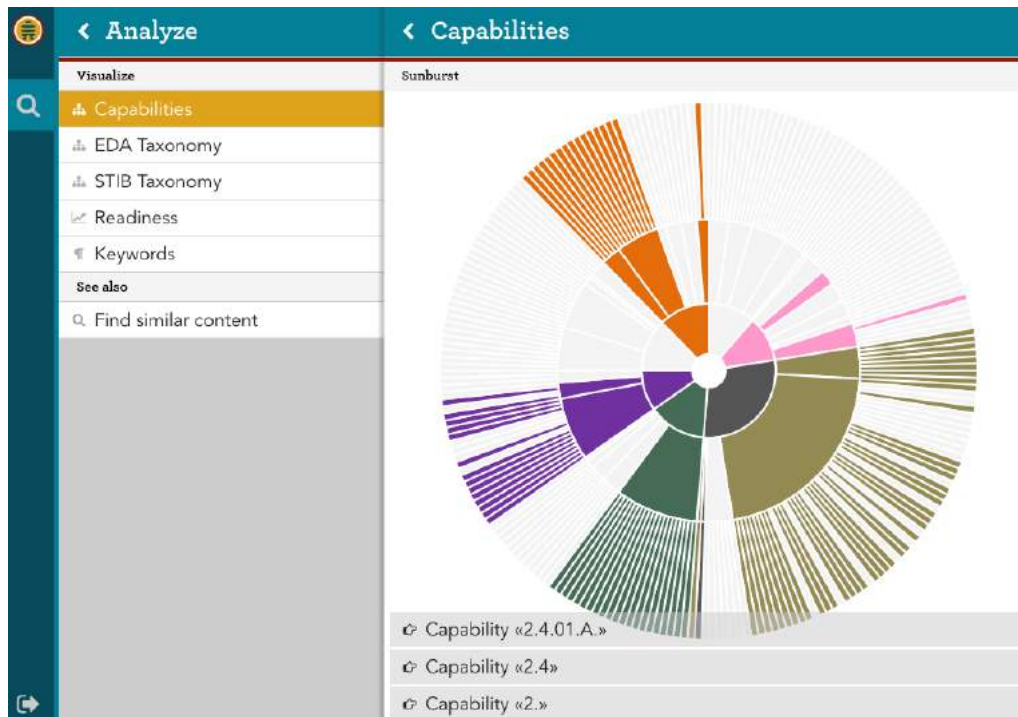 Analyze
Visualize
Capabilities
EDA Taxonomy
STIB Taxonomy
Readiness
Keywords
See also
Find similar content
Capabilities
Sunburst
Capability «2.4.01.A.»
Capability «2.4»
Capability «2.»